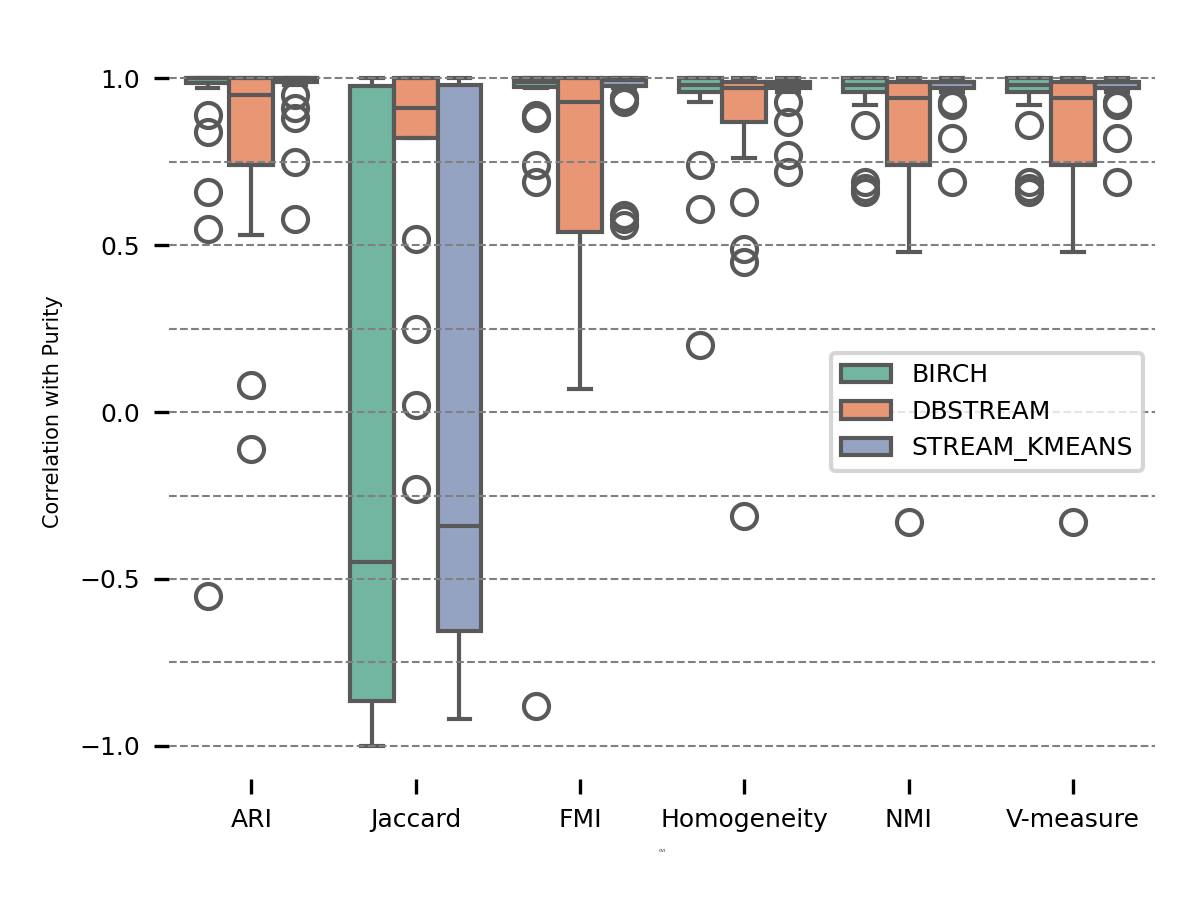 1.0
0.5
0.0
−0.5
−1.0
Correlation with Purity
BIRCH
DBSTREAM
STREAM_KMEANS
ARI Jaccard FMI Homogeneity NMI V-measure